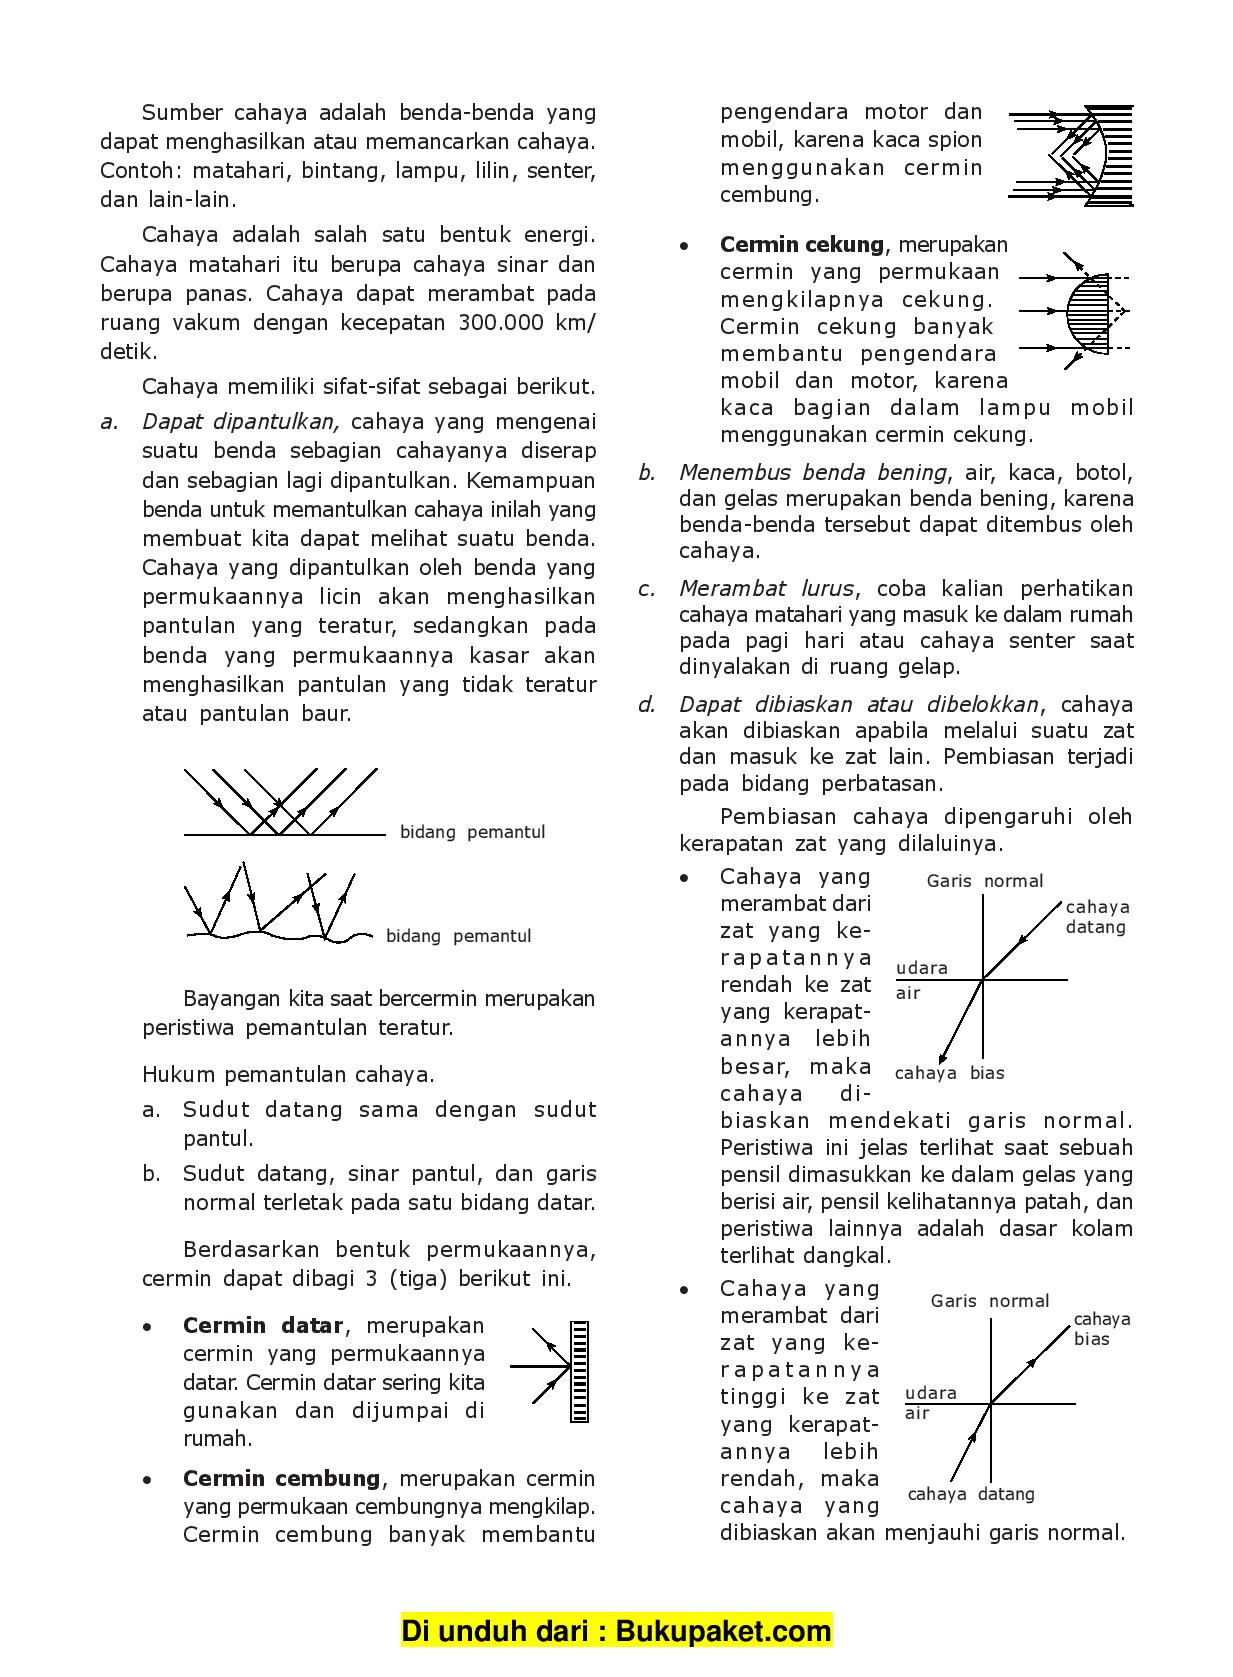 Sumber cahaya adalah benda-benda yang
dapat menghasilkan atau memancarkan cahaya.
Contoh: matahari, bintang, lampu, lilin, senter,
dan lain-lain.
Cahaya adalah salah satu bentuk energi.
Cahaya matahari itu berupa cahaya sinar dan
berupa panas. Cahaya dapat merambat pada
ruang vakum dengan kecepatan 300.000 km/
detik.
Cahaya memiliki sifat-sifat sebagai berikut.
a. Dapat dipantulkan, cahaya yang mengenai
suatu benda sebagian cahayanya diserap
dan sebagian lagi dipantulkan. Kemampuan
benda untuk memantulkan cahaya inilah yang
membuat kita dapat melihat suatu benda.
Cahaya yang dipantulkan oleh benda yang
permukaannya licin akan menghasilkan
pantulan yang teratur, sedangkan pada
benda yang permukaannya kasar akan
menghasilkan pantulan yang tidak teratur
atau pantulan baur.
bidang pemantul
bidang pemantul
Bayangan kita saat bercermin merupakan
peristiwa pemantulan teratur.
Hukum pemantulan cahaya.
a. Sudut datang sama dengan sudut
pantul.
b. Sudut datang, sinar pantul, dan garis
normal terletak pada satu bidang datar.
Berdasarkan bentuk permukaannya,
cermin dapat dibagi 3 (tiga) berikut ini.
• Cermin datar, merupakan
cermin yang permukaannya
datar. Cermin datar sering kita
gunakan dan dijumpai di
rumah.
• Cermin cembung, merupakan cermin
yang permukaan cembungnya mengkilap.
Cermin cembung banyak membantu
pengendara motor dan
mobil, karena kaca spion
menggunakan cermin
cembung.
• Cermin cekung, merupakan
cermin yang permukaan
mengkilapnya cekung.
Cermin cekung banyak
membantu pengendara
mobil dan motor, karena
kaca bagian dalam lampu mobil
menggunakan cermin cekung.
b. Menembus benda bening, air, kaca, botol,
dan gelas merupakan benda bening, karena
benda-benda tersebut dapat ditembus oleh
cahaya.
c. Merambat lurus, coba kalian perhatikan
cahaya matahari yang masuk ke dalam rumah
pada pagi hari atau cahaya senter saat
dinyalakan di ruang gelap.
d. Dapat dibiaskan atau dibelokkan, cahaya
akan dibiaskan apabila melalui suatu zat
dan masuk ke zat lain. Pembiasan terjadi
pada bidang perbatasan.
Pembiasan cahaya dipengaruhi oleh
kerapatan zat yang dilaluinya.
• Cahaya yang
merambat dari
zat yang ke-
rapatannya
rendah ke zat
yang kerapat-
annya lebih
besar, maka
cahaya di-
biaskan mendekati garis normal.
Peristiwa ini jelas terlihat saat sebuah
pensil dimasukkan ke dalam gelas yang
berisi air, pensil kelihatannya patah, dan
peristiwa lainnya adalah dasar kolam
terlihat dangkal.
Garis normal
cahaya
datang
udara
air
cahaya bias
• Cahaya yang
merambat dari
zat yang ke-
rapatannya
tinggi ke zat
yang kerapat-
annya lebih
rendah, maka
cahaya yang
dibiaskan akan menjauhi garis normal.
Garis normal
cahaya
bias
udara
air
cahaya datang
Di unduh dari : Bukupaket.com